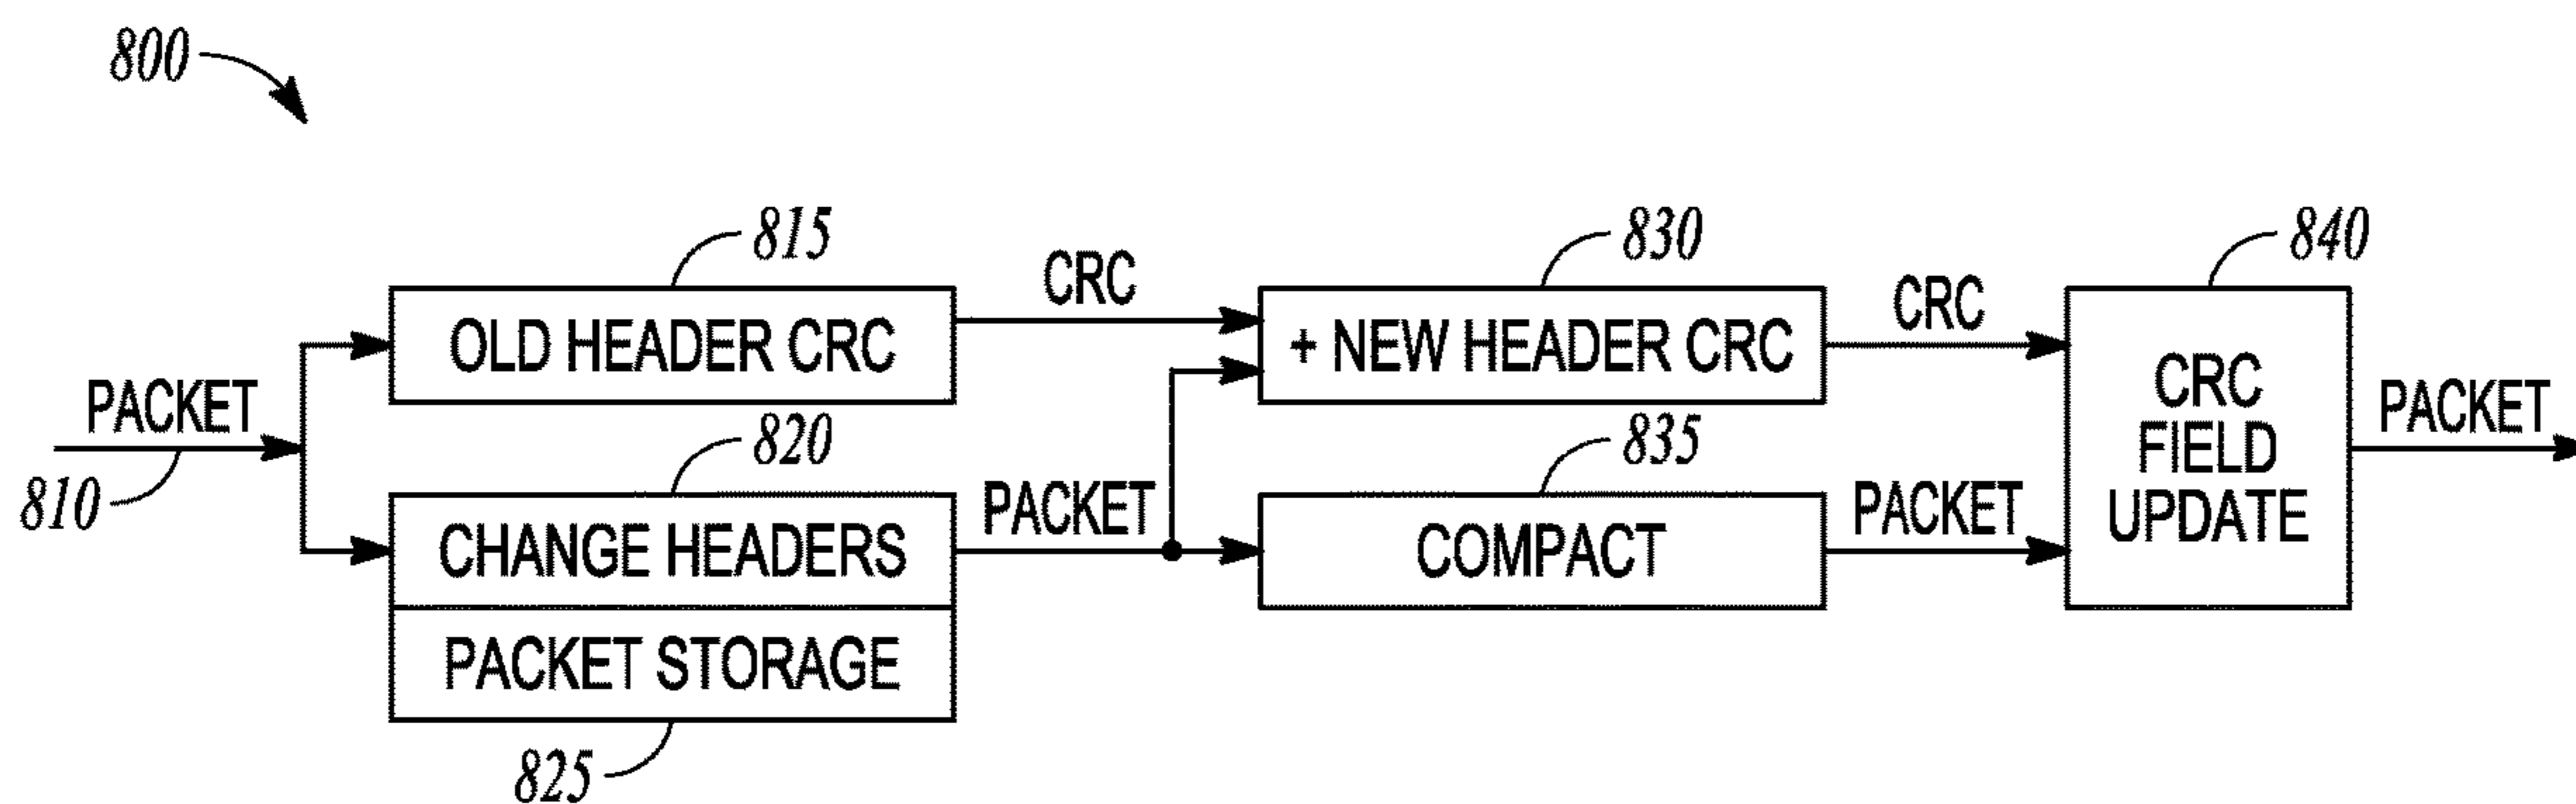 800
815
830
840
CRC
CRC
OLD HEADER CRC
+ NEW HEADER CRC
CRC
FIELD
UPDATE
PACKET
PACKET
810
820
835
CHANGE HEADERS
PACKET
COMPACT
PACKET
PACKET STORAGE
825